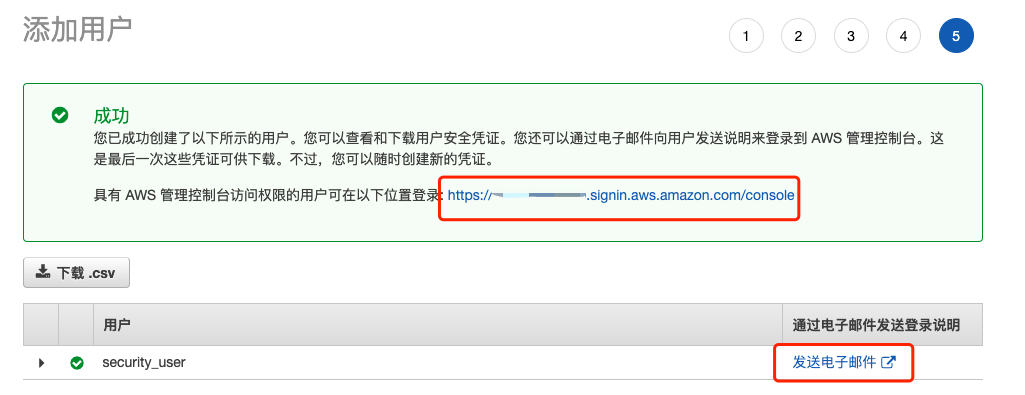 添加用户
1 2 3 4 5
成功
您已成功创建了以下所示的用户。您可以查看和下载用户安全凭证。您还可以通过电子邮件向用户发送说明来登录到 AWS 管理控制台。这
是最后一次这些凭证可供下载。不过，您可以随时创建新的凭证。
具有 AWS 管理控制台访问权限的用户可在以下位置登录: https://.signin.aws.amazon.com/console
下载 .csv
用户 通过电子邮件发送登录说明
security_user 发送电子邮件